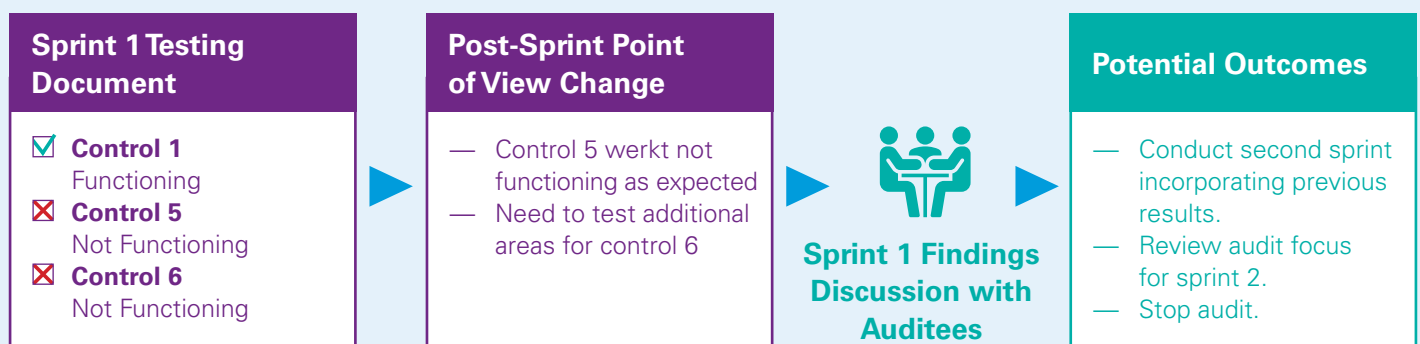 Sprint 1 Testing
Document
Control 1
Functioning
Control 5
Not Functioning
Control 6
Not Functioning
Post-Sprint Point
of View Change
— Control 5 werkt not
functioning as expected
— Need to test additional
areas for control 6
Sprint 1 Findings
Discussion with
Auditees
Potential Outcomes
— Conduct second sprint
incorporating previous
results.
— Review audit focus
for sprint 2.
— Stop audit.